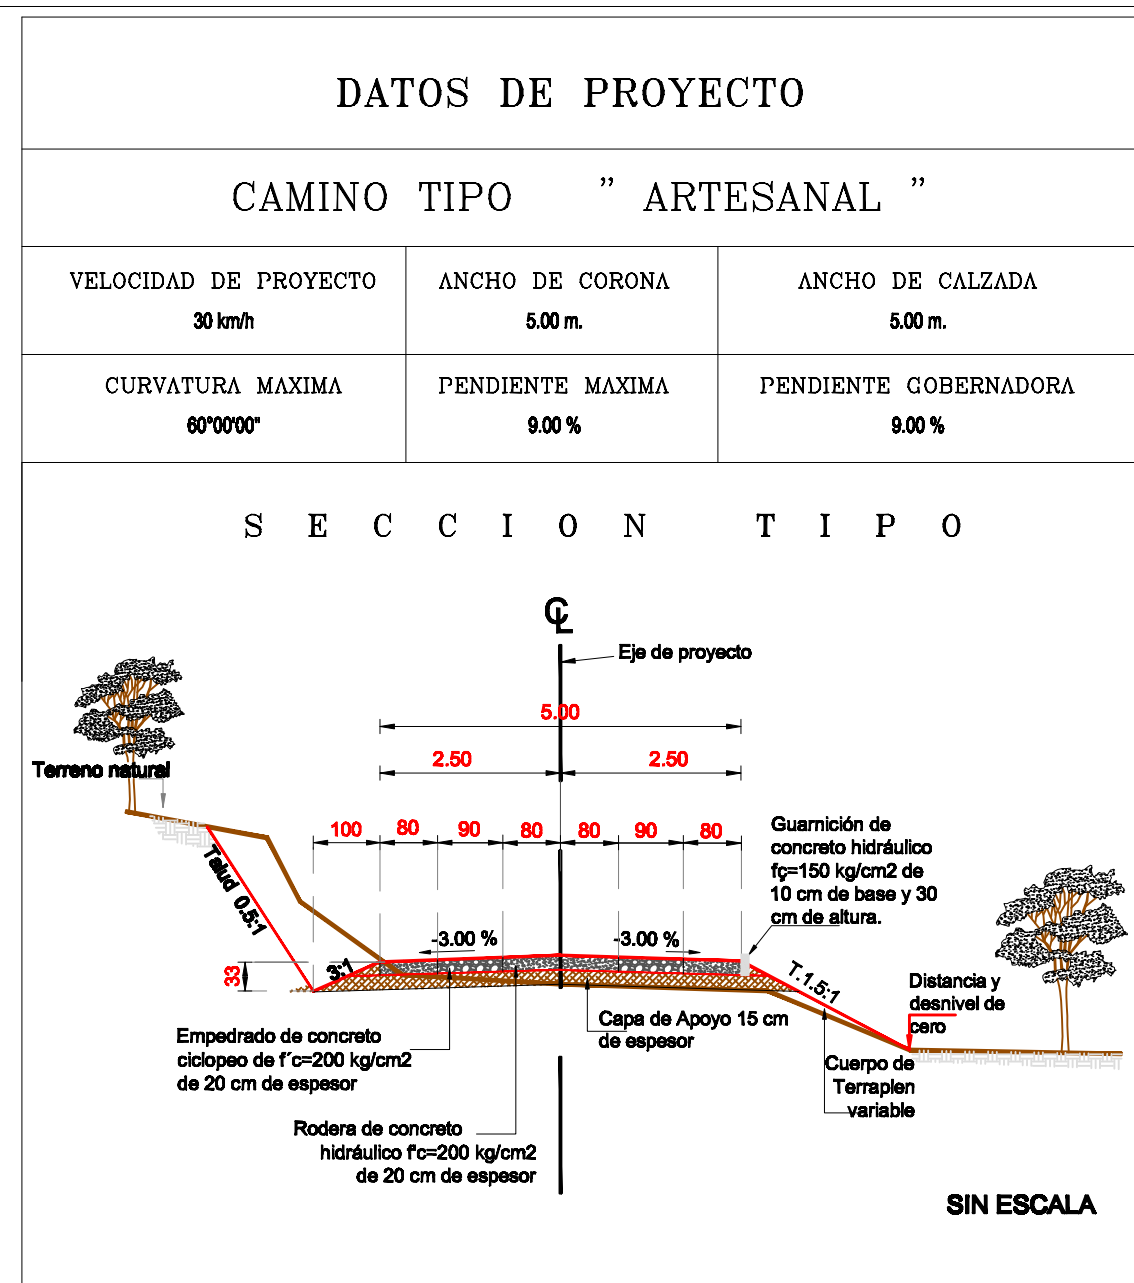 DATOS DE PROYECTO
CAMINO TIPO " ARTESANAL "
VELOCIDAD DE PROYECTO
30 km/h
ANCHO DE CORONA
5.00 m.
ANCHO DE CALZADA
5.00 m.
CURVATURA MAXIMA
60°00'00"
PENDIENTE MAXIMA
9.00 %
PENDIENTE GOBERNADORA
9.00 %
SECCION TIPO
CL
Eje de proyecto
5.00
2.50
2.50
Terreno natural
100
80
90
80
80
90
80
Guarnición de
concreto hidráulico
fç=150 kg/cm2 de
10 cm de base y 30
cm de altura.
Talud 0.5:1
-3.00 %
-3.00 %
33
3:1
T.1.5:1
Distancia y
desnivel de
cero
Empedrado de concreto
ciclopeo de f´c=200 kg/cm2
de 20 cm de espesor
Capa de Apoyo 15 cm
de espesor
Cuerpo de
Terraplen
variable
Rodera de concreto
hidráulico f'c=200 kg/cm2
de 20 cm de espesor
SIN ESCALA